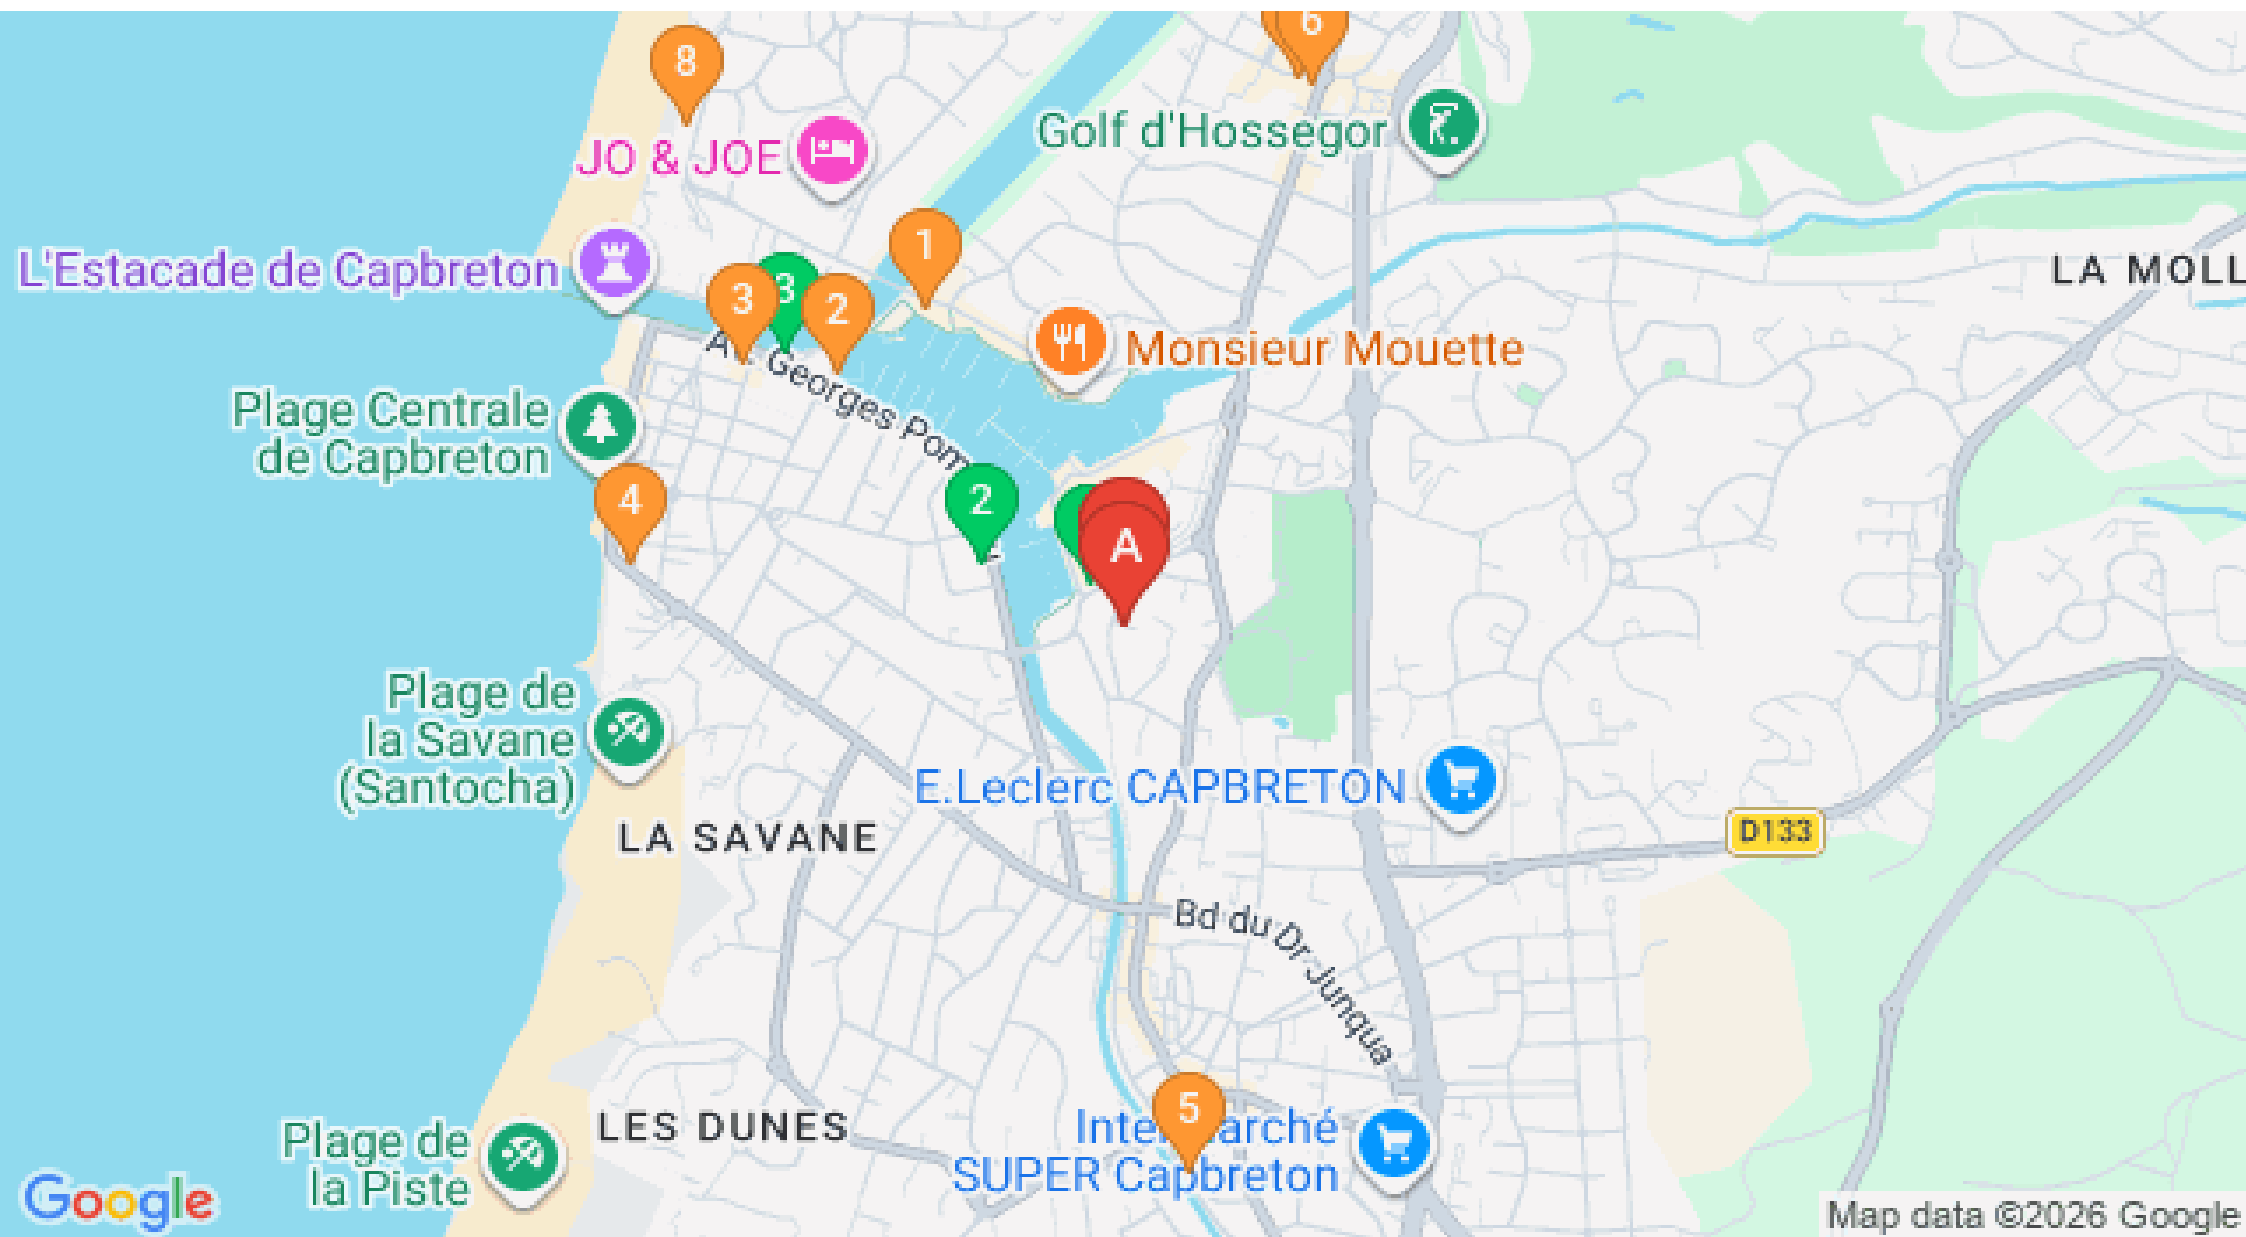 6
8
Golf d'Hossegor
JO & JOE
1
L'Estacade de Capbreton
3
3
2
LA MOLL
Monsieur Mouette
Georges Pom
Plage Centrale
de Capbreton
4
2
A
Plage de
la Savane
(Santocha)
E.Leclerc CAPBRETON
LA SAVANE
D133
Bd du Dr Junqua
5
LES DUNES
SUPER Capbreton
Plage de
la Piste
Google
Map data ©2026 Google